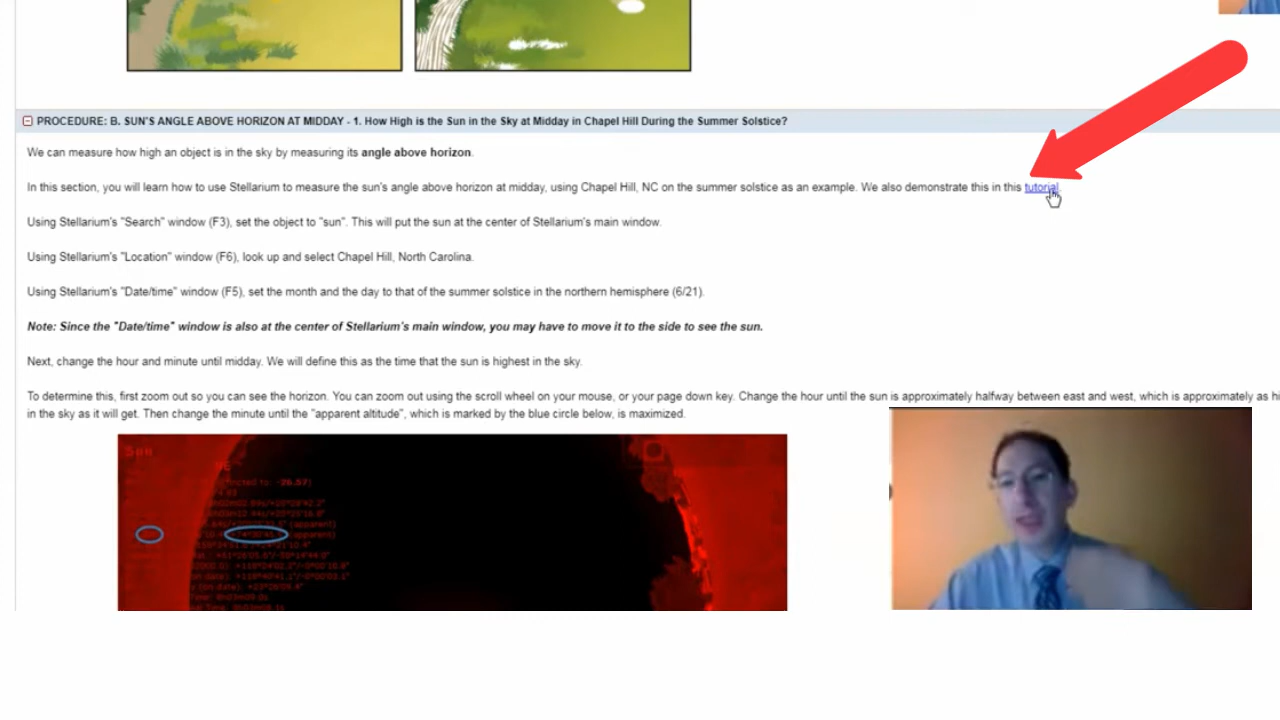 PROCEDURE: B. SUN'S ANGLE ABOVE HORIZON AT MIDDAY - 1. How High is the Sun in the Sky at Midday in Chapel Hill During the Summer Solstice?
We can measure how high an object is in the sky by measuring its angle above horizon.
In this section, you will learn how to use Stellarium to measure the sun's angle above horizon at midday, using Chapel Hill, NC on the summer solstice as an example. We also demonstrate this in this tutorial.
Using Stellarium's "Search" window (F3), set the object to "sun". This will put the sun at the center of Stellarium's main window.
Using Stellarium's "Location" window (F6), look up and select Chapel Hill, North Carolina.
Using Stellarium's "Date/time" window (F5), set the month and the day to that of the summer solstice in the northern hemisphere (6/21).
Note: Since the "Date/time" window is also at the center of Stellarium's main window, you may have to move it to the side to see the sun.
Next, change the hour and minute until midday. We will define this as the time that the sun is highest in the sky.
To determine this, first zoom out so you can see the horizon. You can zoom out using the scroll wheel on your mouse, or your page down key. Change the hour until the sun is approximately halfway between east and west, which is approximately as hi
in the sky as it will get. Then change the minute until the "apparent altitude", which is marked by the blue circle below, is maximized.
Sun